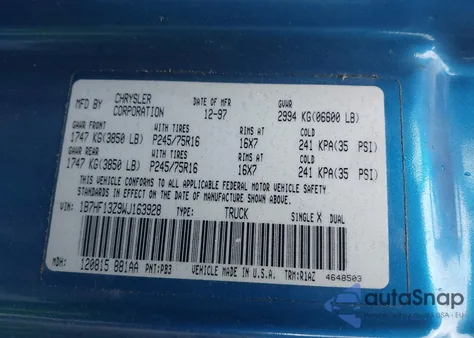 MFD BY CHRYSLER CORPORATION DATE OF MFR 12-97 GVWR 2994 KG(06600 LB)
GAWR FRONT WITH TIRES RIMS AT COLD
1747 KG(3850 LB) P245/75R16 16X7 241 KPA(35 PSI)
GAWR REAR WITH TIRES RIMS AT COLD
1747 KG(3850 LB) P245/75R16 16X7 241 KPA(35 PSI)
THIS VEHICLE CONFORMS TO ALL APPLICABLE FEDERAL MOTOR VEHICLE SAFETY
STANDARDS IN EFFECT ON THE DATE OF MANUFACTURE SHOWN ABOVE.
VIN: 1B7HF13Z9WJ163928 TYPE: TRUCK SINGLE X DUAL
MDH: 120815 881AA PNT:PB3 VEHICLE MADE IN U.S.A. TRM:R1AZ 4648503
autoSnap